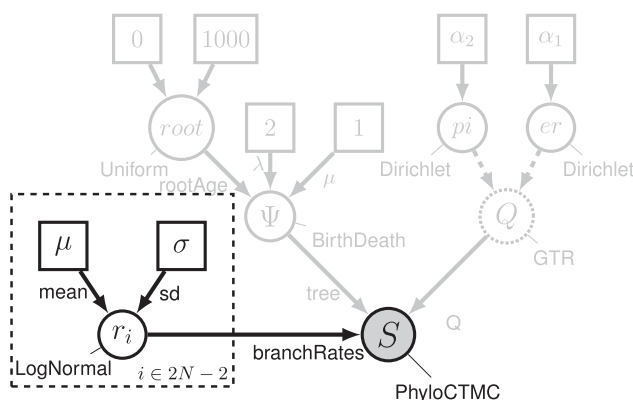 0 1000 α₂ α₁
root 2 1 pi er
Uniform λ μ Dirichlet Dirichlet
rootAge
Ψ Q
BirthDeath
GTR
μ σ
mean sd tree
r_i S Q
LogNormal branchRates
i ∈ 2N − 2
PhyloCTMC